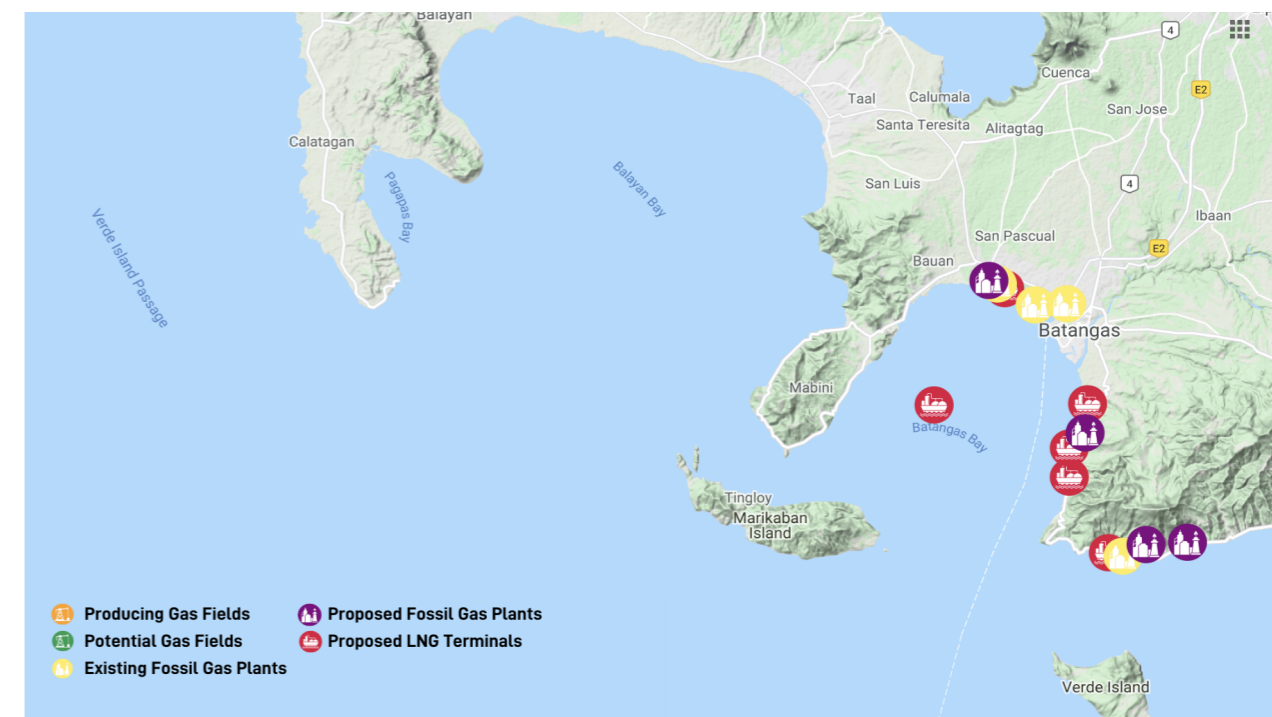 Balayan
4
Cuenca
E2
Taal
Calumala
San Jose
Santa Teresita
Alitagtag
Calatagan
San Luis
4
Pagapas Bay
Balayan Bay
Verde Island Passage
Ibaan
San Pascual
E2
Bauan
Batangas
Mabini
Batangas Bay
Tingloy
Marikaban
Island
Producing Gas Fields
Proposed Fossil Gas Plants
Potential Gas Fields
Proposed LNG Terminals
Existing Fossil Gas Plants
Verde Island